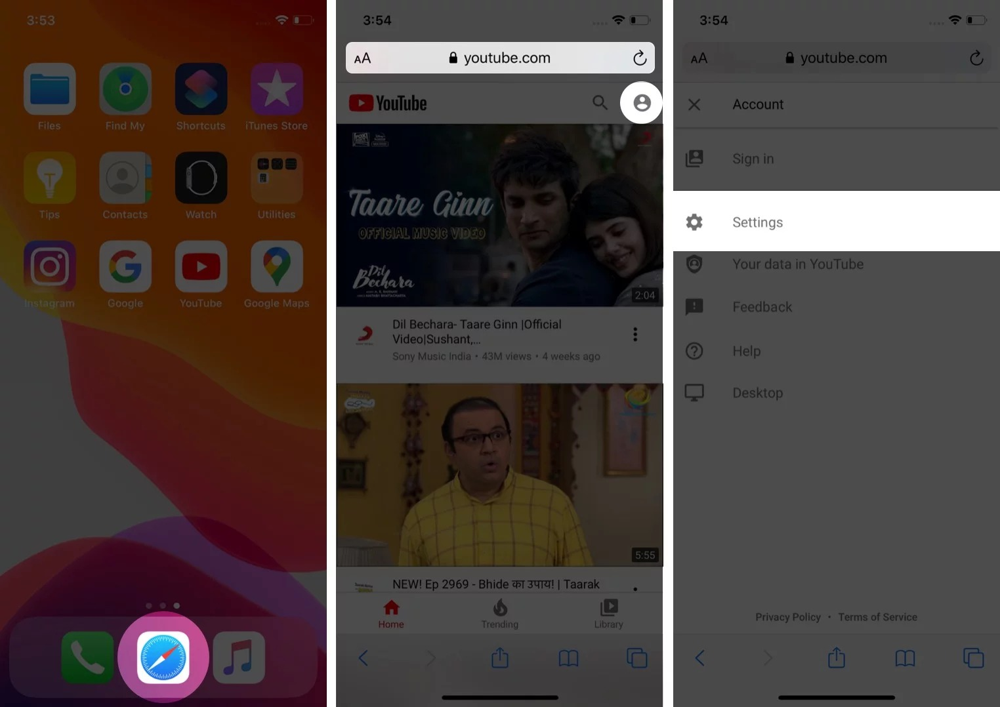 3:53
Files
Find My
Shortcuts
iTunes Store
Tips
Contacts
Watch
Utilities
Instagram
Google
YouTube
Google Maps
3:54
AA
youtube.com
YouTube
FOX
Taare Ginn
OFFICIAL MUSIC VIDEO
Dil
Bechara
2:04
Dil Bechara- Taare Ginn |Official
Video|Sushant,...
Sony Music India • 43M views • 4 weeks ago
5:55
NEW! Ep 2969 - Bhide का उपाय! | Taarak
Home
Trending
Library
3:54
AA
youtube.com
Account
Sign in
Settings
Your data in YouTube
Feedback
Help
Desktop
Privacy Policy • Terms of Service